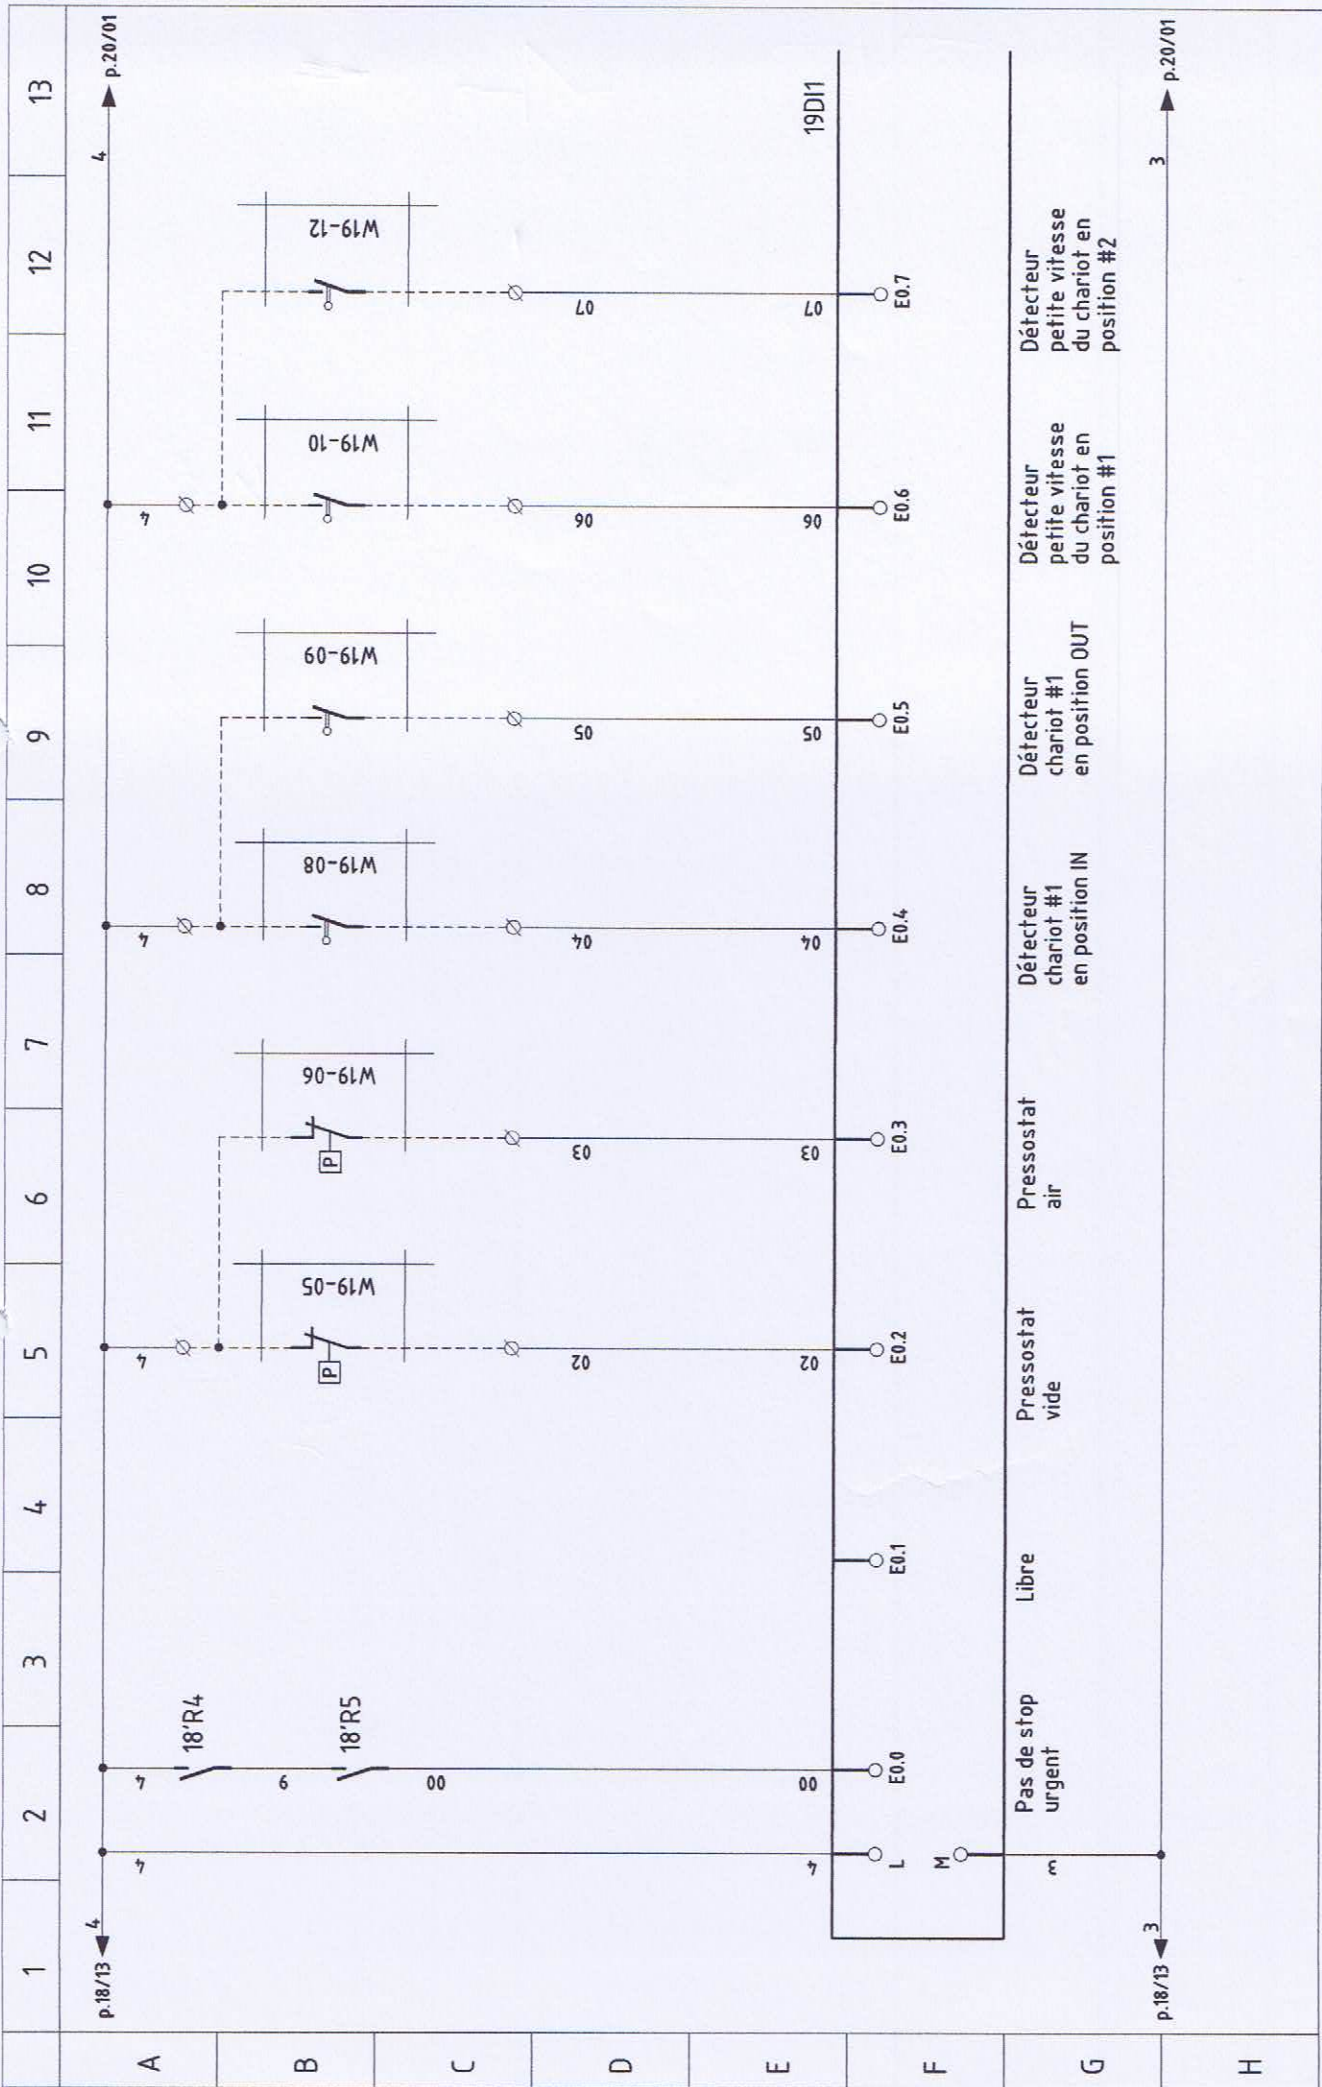 1
2
3
4
5
6
7
8
9
10
11
12
13
A
B
C
D
E
F
G
H
p.18/13
4
4
p.20/01
4
4
4
4
4
18'R4
9
18'R5
W19-05
W19-06
W19-08
W19-09
W19-10
W19-12
00
02
03
04
05
06
07
19DI1
4
00
02
03
04
05
06
07
L
E0.0
E0.1
E0.2
E0.3
E0.4
E0.5
E0.6
E0.7
M
P
P
3
Pas de stop
urgent
Libre
Pressostat
vide
Pressostat
air
Détecteur
chariot #1
en position IN
Détecteur
chariot #1
en position OUT
Détecteur
petite vitesse
du chariot en
position #1
Détecteur
petite vitesse
du chariot en
position #2
p.18/13
3
3
p.20/01